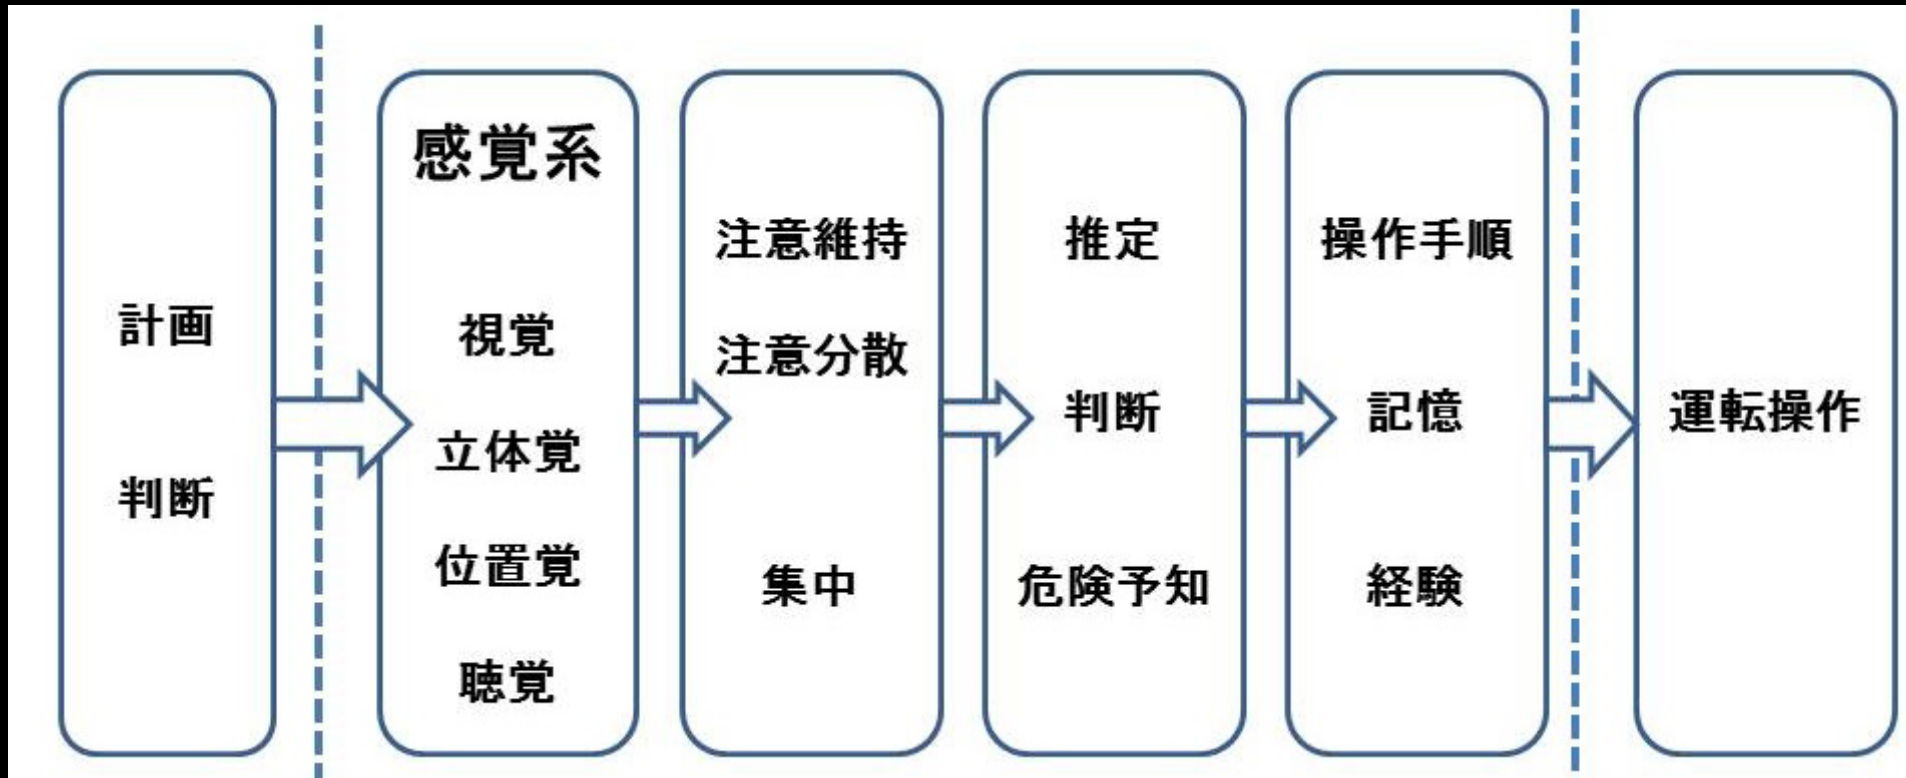 計画
判断
感覚系
視覚
立体覚
位置覚
聴覚
注意維持
注意分散
集中
推定
判断
危険予知
操作手順
記憶
経験
運転操作